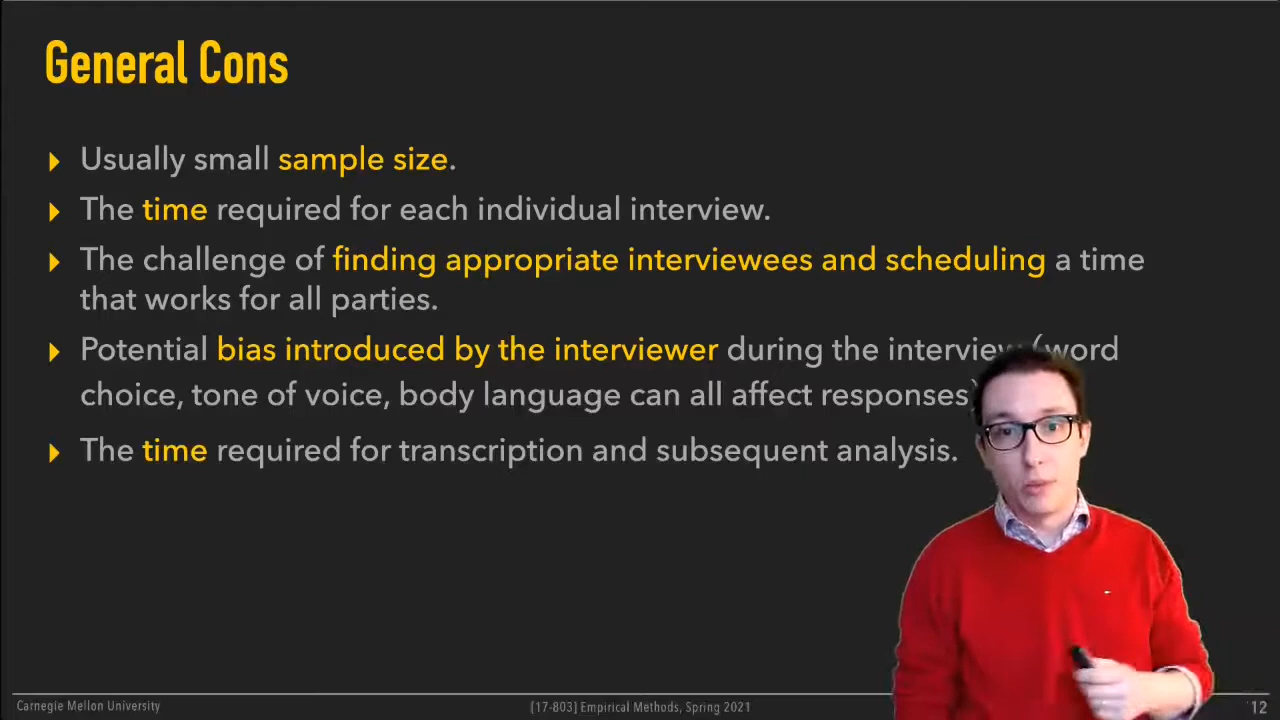 General Cons
Usually small sample size.
The time required for each individual interview.
The challenge of finding appropriate interviewees and scheduling a time
that works for all parties.
Potential bias introduced by the interviewer during the interview (word
choice, tone of voice, body language can all affect responses)
The time required for transcription and subsequent analysis.
Carnegie Mellon University
[17-803] Empirical Methods, Spring 2021
12